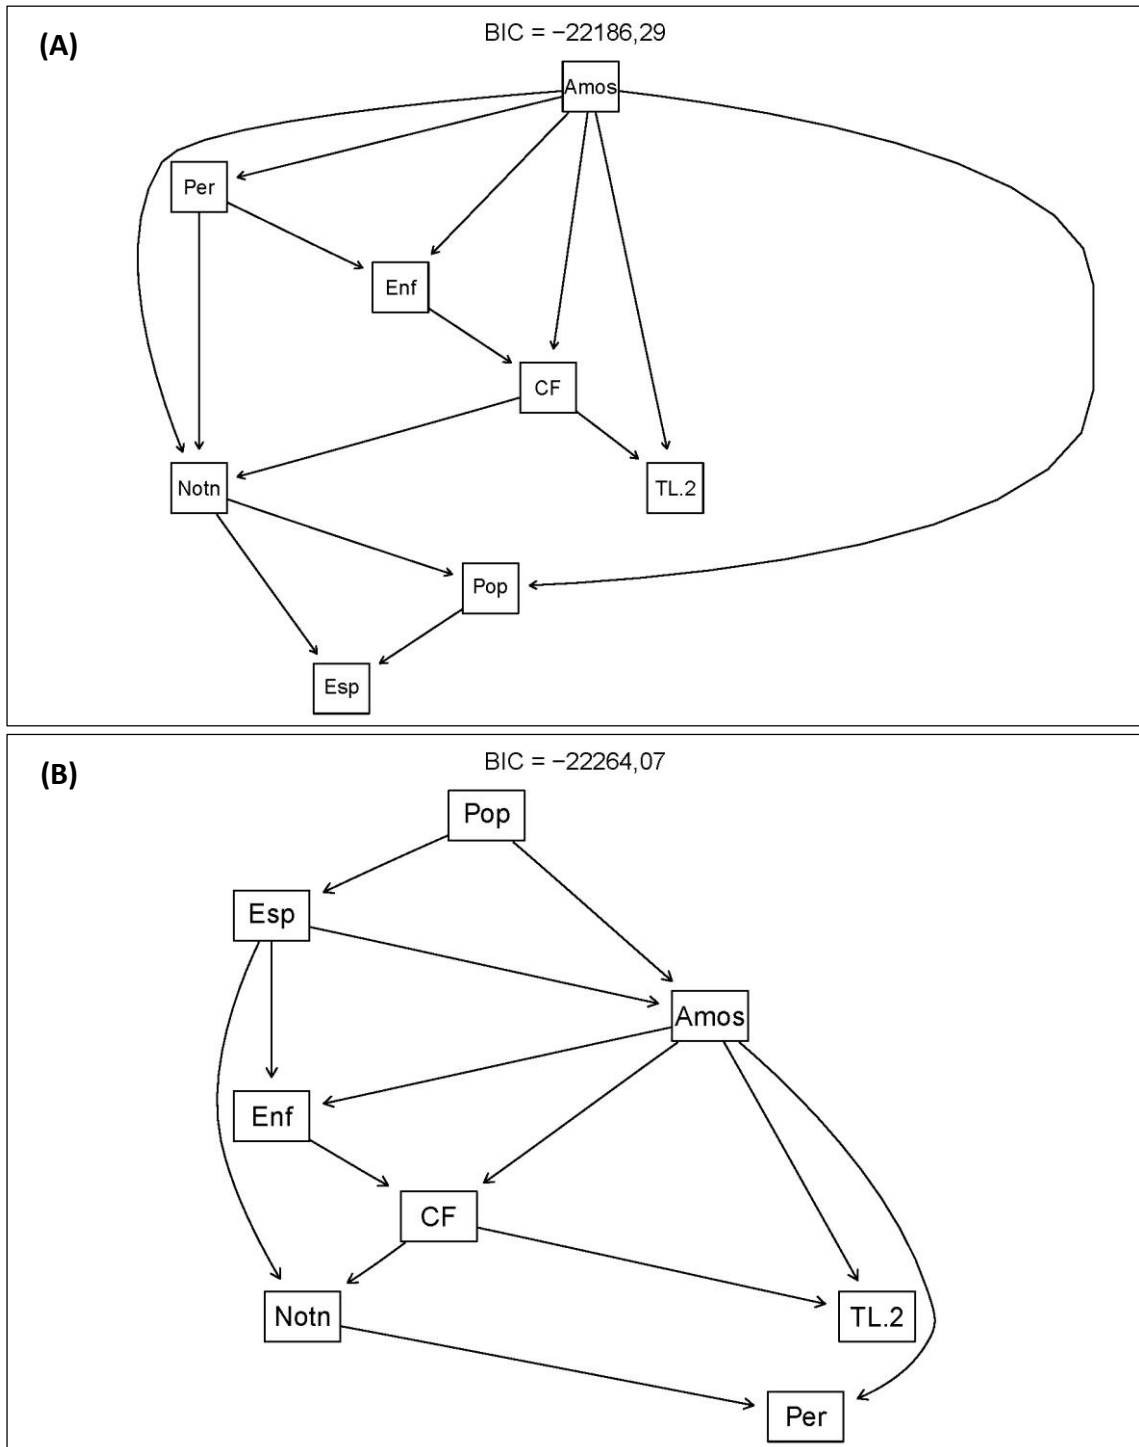 (A)
BIC = −22186,29
Amos
Per
Enf
CF
Notn
TL.2
Pop
Esp
(B)
BIC = −22264,07
Pop
Esp
Amos
Enf
CF
Notn
TL.2
Per